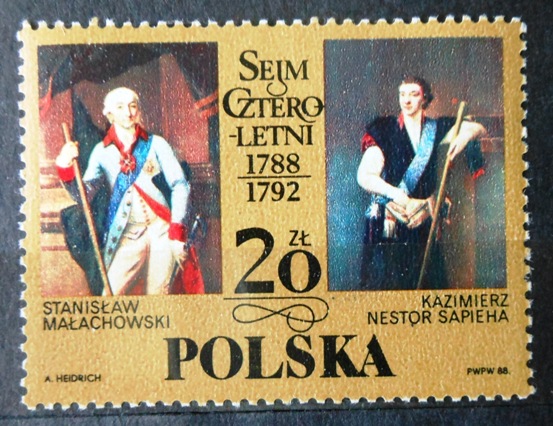 SEJM
CZTERO-
-LETNI
1788
1792
20 ZŁ
STANISŁAW
MAŁACHOWSKI
KAZIMIERZ
NESTOR SAPIEHA
POLSKA
A. HEIDRICH
PWPW 88.